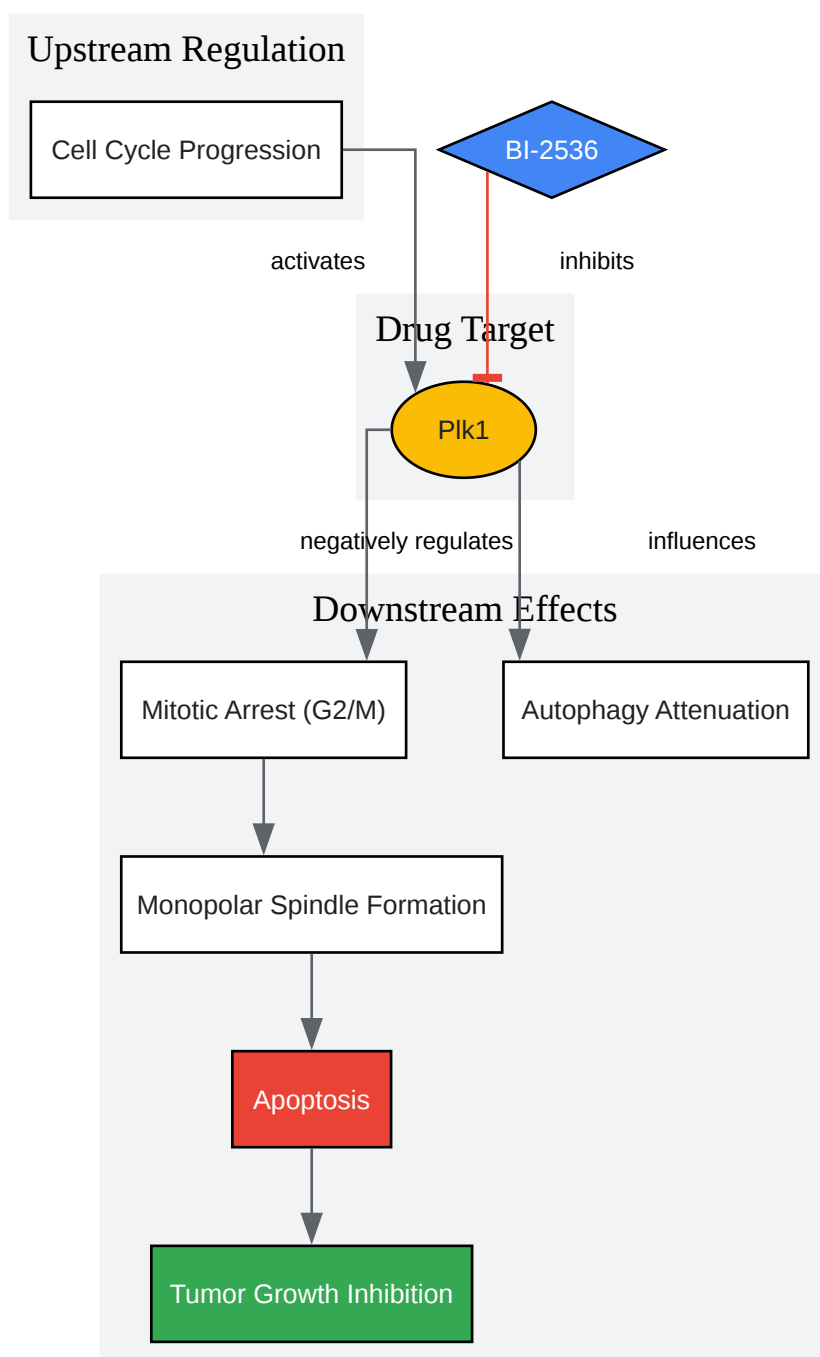 Upstream Regulation
Cell Cycle Progression
BI-2536
activates
inhibits
Drug Target
Plk1
negatively regulates
influences
Downstream Effects
Mitotic Arrest (G2/M)
Autophagy Attenuation
Monopolar Spindle Formation
Apoptosis
Tumor Growth Inhibition